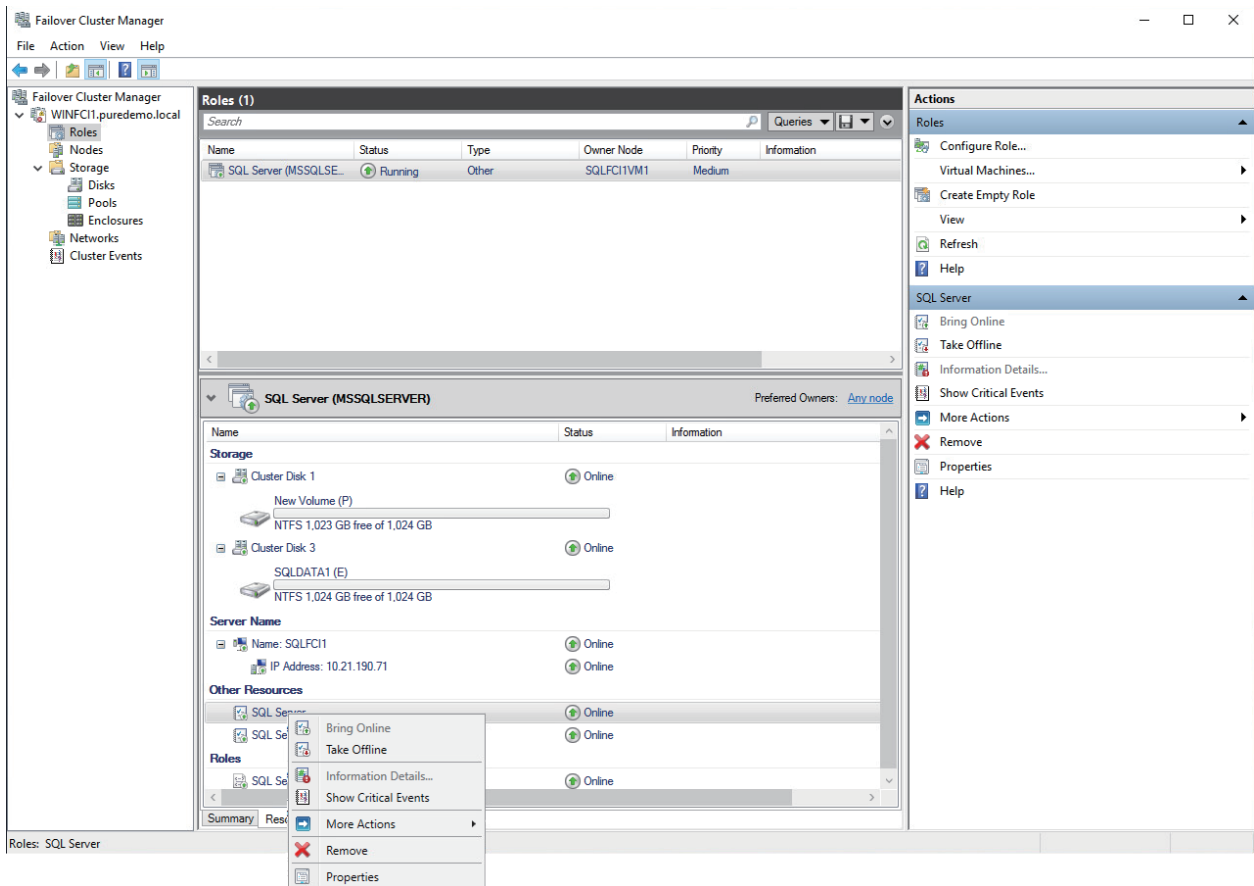 Failover Cluster Manager
File Action View Help
Failover Cluster Manager
WINFCI1.puredemo.local
Roles
Nodes
Storage
Disks
Pools
Enclosures
Networks
Cluster Events
Roles (1)
Search
Queries
Name Status Type Owner Node Priority Information
SQL Server (MSSQLSE... Running Other SQLFCI1VM1 Medium
SQL Server (MSSQLSERVER) Preferred Owners: Any node
Name Status Information
Storage
Cluster Disk 1 Online
New Volume (P)
NTFS 1,023 GB free of 1,024 GB
Cluster Disk 3 Online
SQLDATA1 (E)
NTFS 1,024 GB free of 1,024 GB
Server Name
Name: SQLFCI1 Online
IP Address: 10.21.190.71 Online
Other Resources
SQL Server Online
SQL Se Online
Roles
SQL Se Online
Summary Reso
Bring Online
Take Offline
Information Details...
Show Critical Events
More Actions
Remove
Properties
Actions
Roles
Configure Role...
Virtual Machines...
Create Empty Role
View
Refresh
Help
SQL Server
Bring Online
Take Offline
Information Details...
Show Critical Events
More Actions
Remove
Properties
Help
Roles: SQL Server